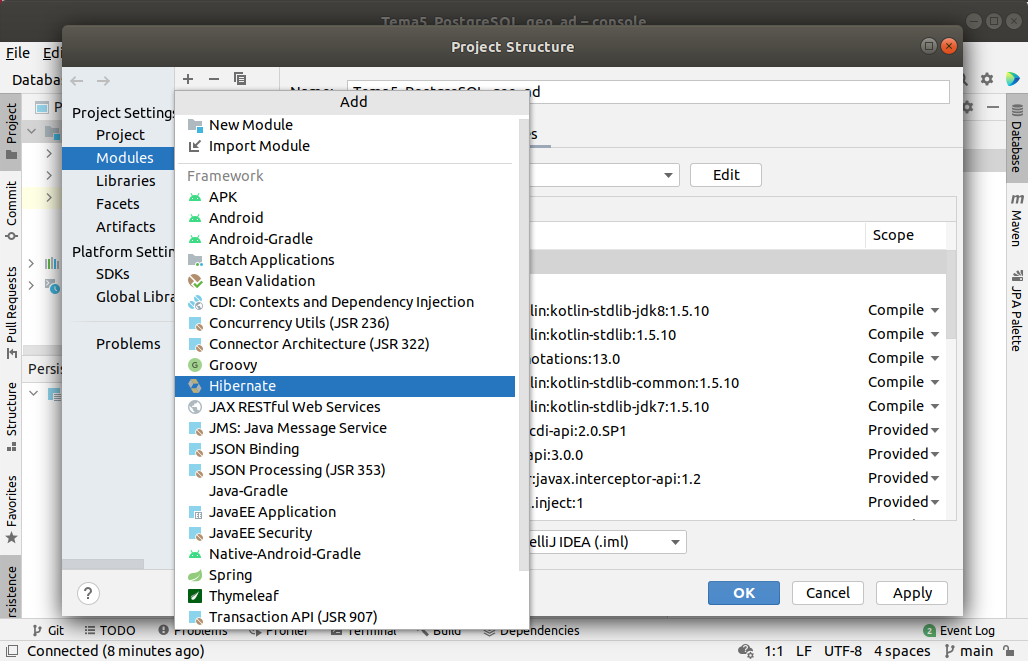 Tema5_PostgreSQL_geo_ad – console
Project Structure
File
Name:
Tema5_PostgreSQL_geo_ad
Add
New Module
Import Module
Framework
APK
Android
Android-Gradle
Batch Applications
Bean Validation
CDI: Contexts and Dependency Injection
Concurrency Utils (JSR 236)
Connector Architecture (JSR 322)
Groovy
Hibernate
JAX RESTful Web Services
JMS: Java Message Service
JSON Binding
JSON Processing (JSR 353)
Java-Gradle
JavaEE Application
JavaEE Security
Native-Android-Gradle
Spring
Thymeleaf
Transaction API (JSR 907)
Project Settings
Project
Modules
Libraries
Facets
Artifacts
Platform Settin
SDKs
Global Libra
Problems
Edit
Scope
lin:kotlin-stdlib-jdk8:1.5.10 Compile
lin:kotlin-stdlib:1.5.10 Compile
notations:13.0 Compile
lin:kotlin-stdlib-common:1.5.10 Compile
lin:kotlin-stdlib-jdk7:1.5.10 Compile
cdi-api:2.0.SP1 Provided
api:3.0.0 Provided
r:javax.interceptor-api:1.2 Provided
.inject:1 Provided
elliJ IDEA (.iml)
?
OK
Cancel
Apply
Project
Commit
Pull Requests
Structure
Favorites
rsistence
Databa
Persis
Database
m
Maven
JPA Palette
Git
TODO
Problems
Profiler
Terminal
Build
Dependencies
2 Event Log
Connected (8 minutes ago)
1:1
LF
UTF-8
4 spaces
main